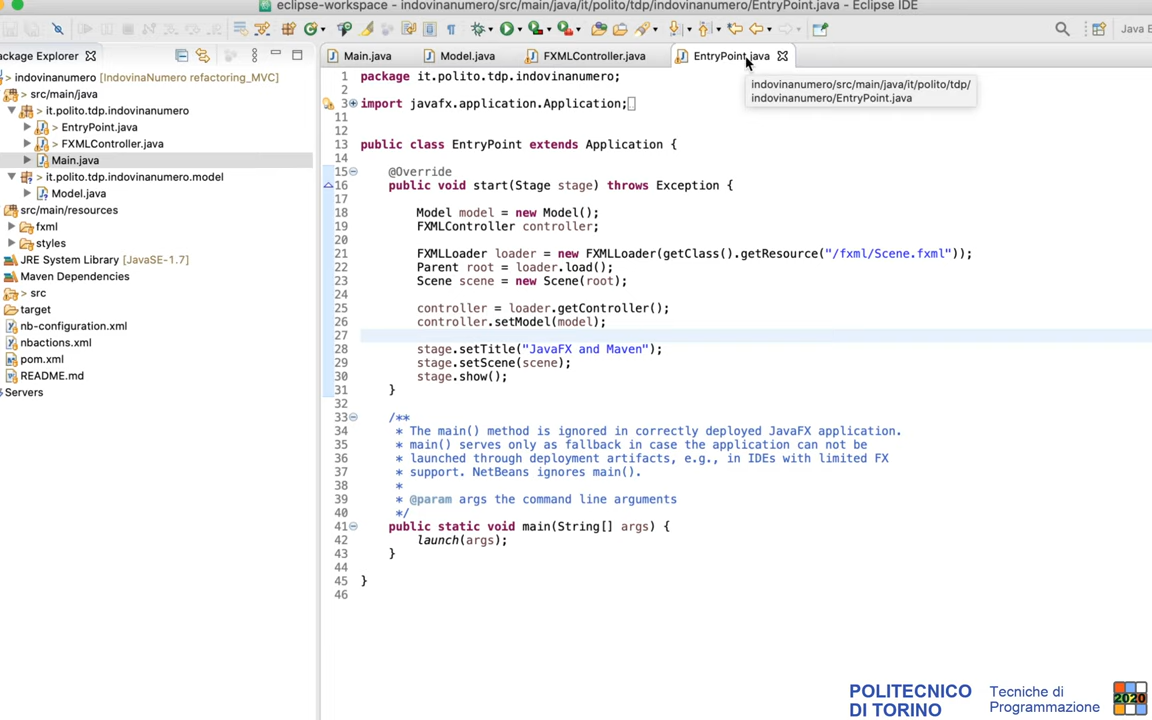 eclipse-workspace - indovinanumero/src/main/java/it/polito/tdp/indovinanumero/EntryPoint.java - Eclipse IDE
Java E
Package Explorer
Main.java
Model.java
FXMLController.java
EntryPoint.java
indovinanumero/src/main/java/it/polito/tdp/
indovinanumero/EntryPoint.java
indovinanumero [IndovinaNumero refactoring_MVC]
src/main/java
> it.polito.tdp.indovinanumero
> EntryPoint.java
> FXMLController.java
Main.java
> it.polito.tdp.indovinanumero.model
Model.java
src/main/resources
fxml
styles
JRE System Library [JavaSE-1.7]
Maven Dependencies
> src
target
nb-configuration.xml
nbactions.xml
pom.xml
README.md
Servers
1 package it.polito.tdp.indovinanumero;
2
3 import javafx.application.Application;
12
13 public class EntryPoint extends Application {
14
15 @Override
16 public void start(Stage stage) throws Exception {
17
18 Model model = new Model();
19 FXMLController controller;
20
21 FXMLLoader loader = new FXMLLoader(getClass().getResource("/fxml/Scene.fxml"));
22 Parent root = loader.load();
23 Scene scene = new Scene(root);
24
25 controller = loader.getController();
26 controller.setModel(model);
27
28 stage.setTitle("JavaFX and Maven");
29 stage.setScene(scene);
30 stage.show();
31 }
32
33 /**
34 * The main() method is ignored in correctly deployed JavaFX application.
35 * main() serves only as fallback in case the application can not be
36 * launched through deployment artifacts, e.g., in IDEs with limited FX
37 * support. NetBeans ignores main().
38 *
39 * @param args the command line arguments
40 */
41 public static void main(String[] args) {
42 launch(args);
43 }
44
45 }
46
POLITECNICO
DI TORINO
Tecniche di
Programmazione
2020